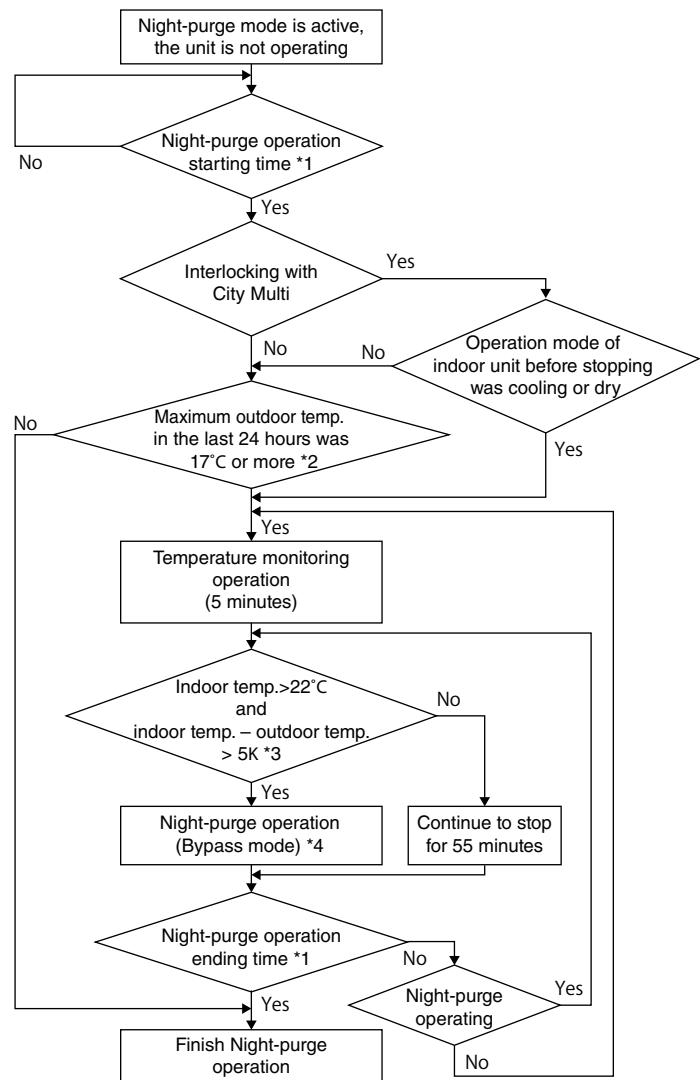 Night-purge mode is active,
the unit is not operating
Night-purge operation
starting time *1
No
Yes
Interlocking with
City Multi
Yes
No
Operation mode of
indoor unit before stopping
was cooling or dry
No
Yes
Maximum outdoor temp.
in the last 24 hours was
17˚C or more *2
No
Yes
Temperature monitoring
operation
(5 minutes)
Indoor temp.>22˚C
and
indoor temp. – outdoor temp.
> 5K *3
No
Yes
Night-purge operation
(Bypass mode) *4
Continue to stop
for 55 minutes
Night-purge operation
ending time *1
No
Yes
Night-purge
operating
Yes
No
Finish Night-purge
operation